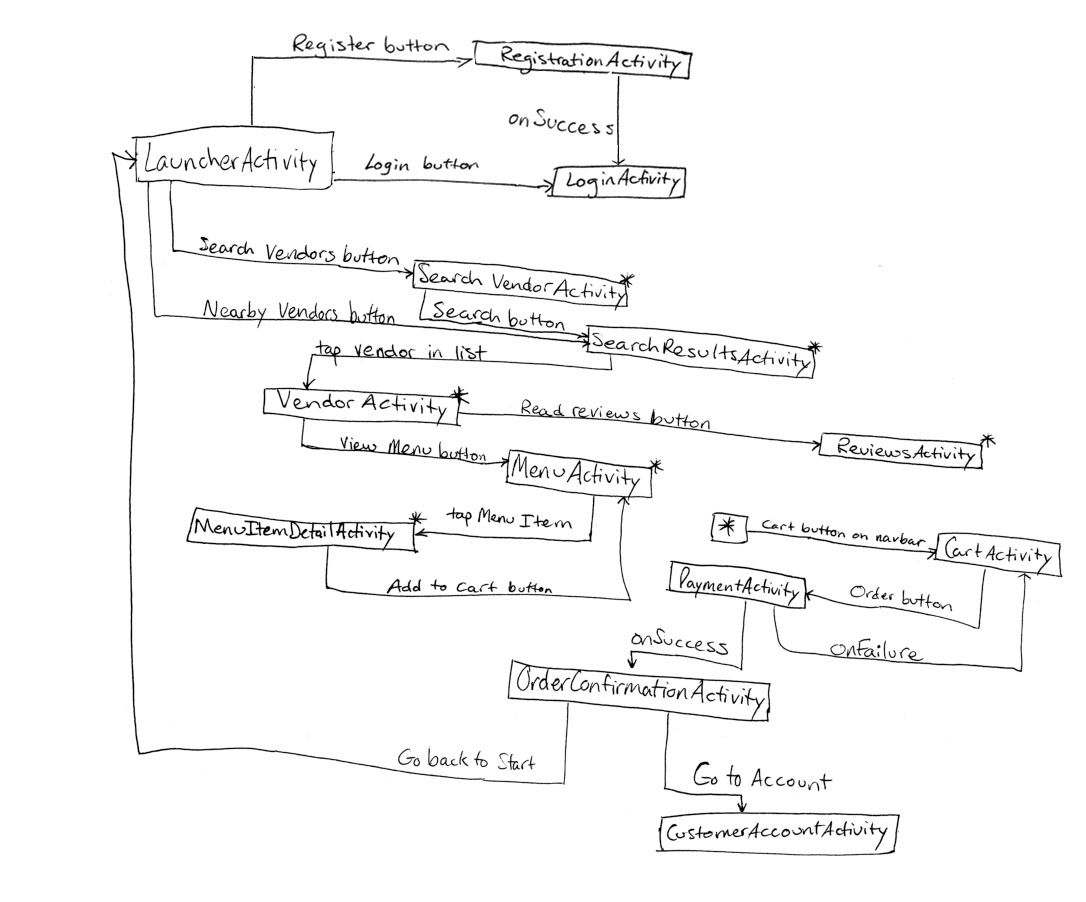 Register button
RegistrationActivity
onSuccess
LauncherActivity
Login button
LoginActivity
Search Vendors button
Search VendorActivity *
Nearby Vendors button
Search button
SearchResultsActivity *
tap vendor in list
Vendor Activity *
Read reviews button
ReviewsActivity *
View Menu button
MenuActivity *
MenuItemDetailActivity *
tap Menu Item
* Cart button on navbar
CartActivity
Add to Cart button
PaymentActivity
Order button
onSuccess
onFailure
OrderConfirmationActivity
Go back to Start
Go to Account
CustomerAccountActivity